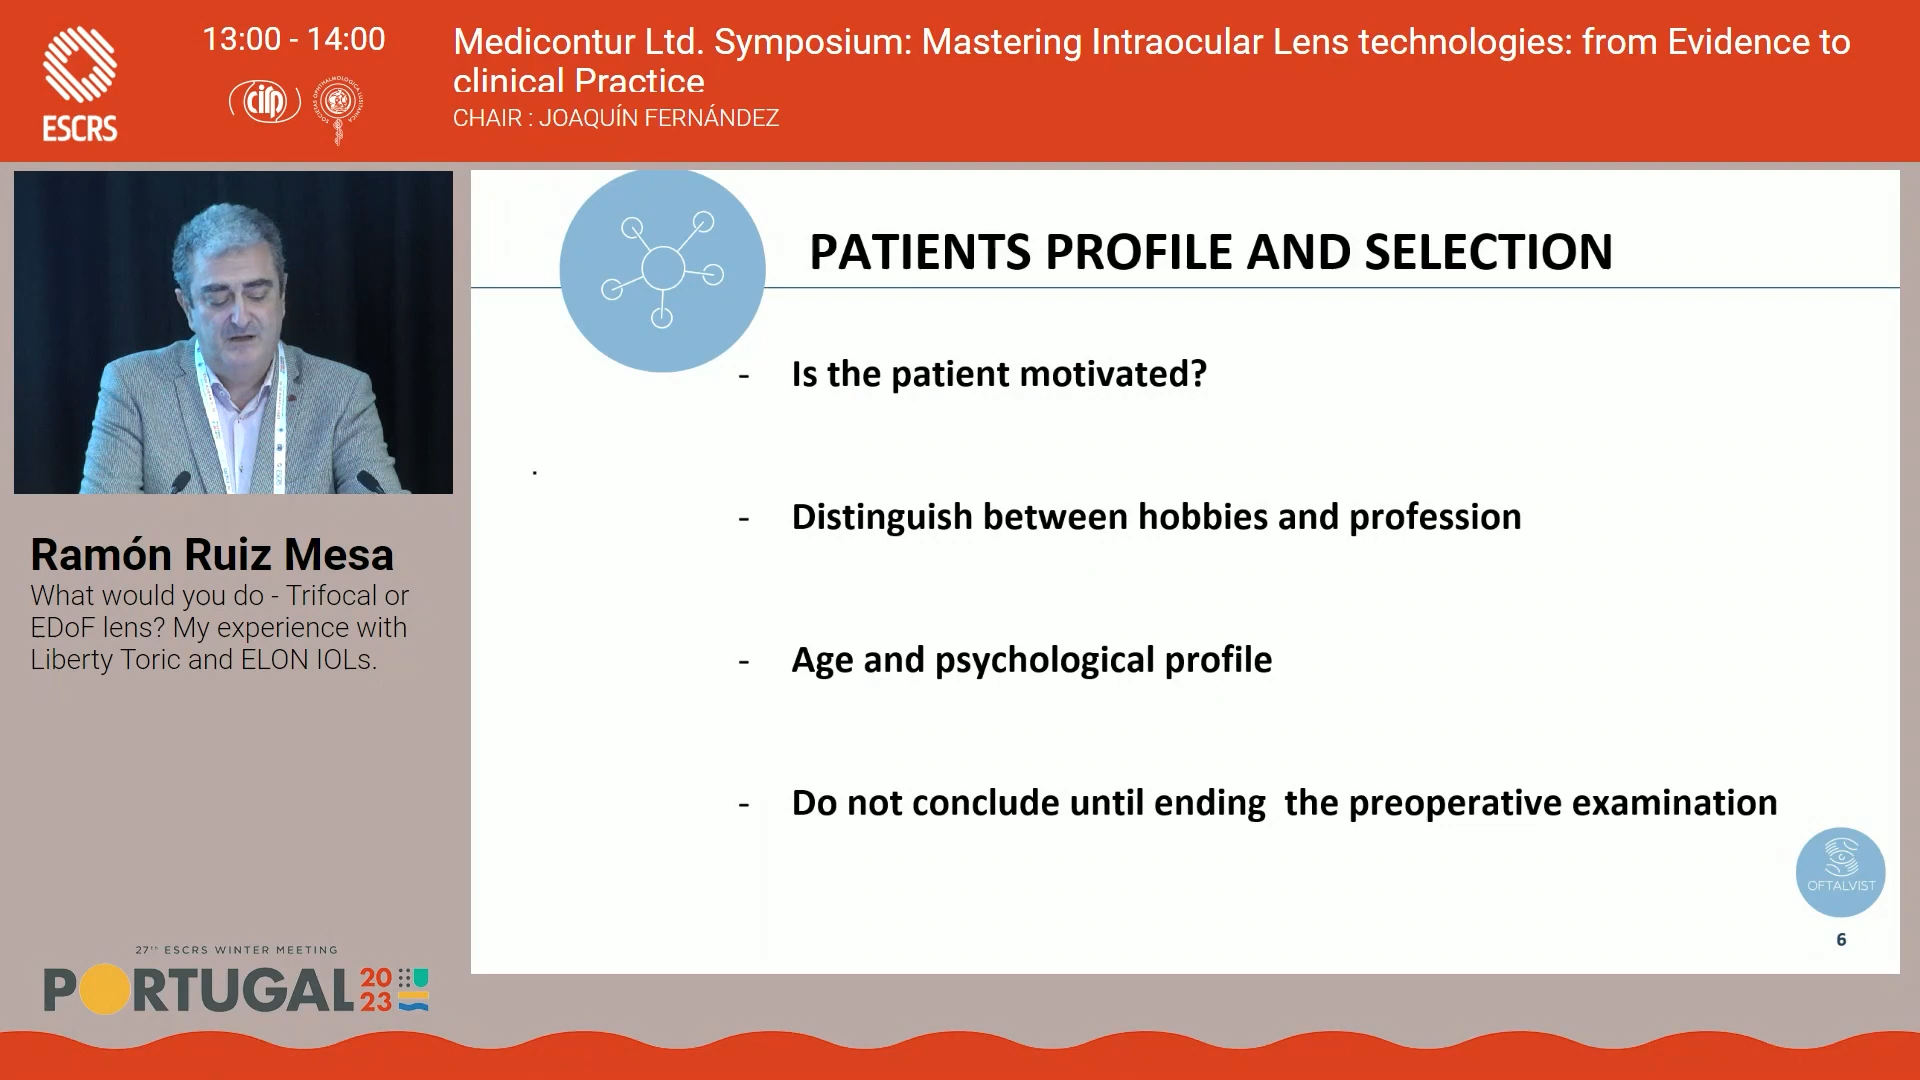 13:00 - 14:00
Medicontur Ltd. Symposium: Mastering Intraocular Lens technologies: from Evidence to
clinical Practice
CHAIR : JOAQUÍN FERNÁNDEZ
ESCRS
cirp
PATIENTS PROFILE AND SELECTION
- Is the patient motivated?
- Distinguish between hobbies and profession
- Age and psychological profile
- Do not conclude until ending the preoperative examination
OFTALVIST
6
Ramón Ruiz Mesa
What would you do - Trifocal or
EDoF lens? My experience with
Liberty Toric and ELON IOLs.
27TH ESCRS WINTER MEETING
PORTUGAL 20
23